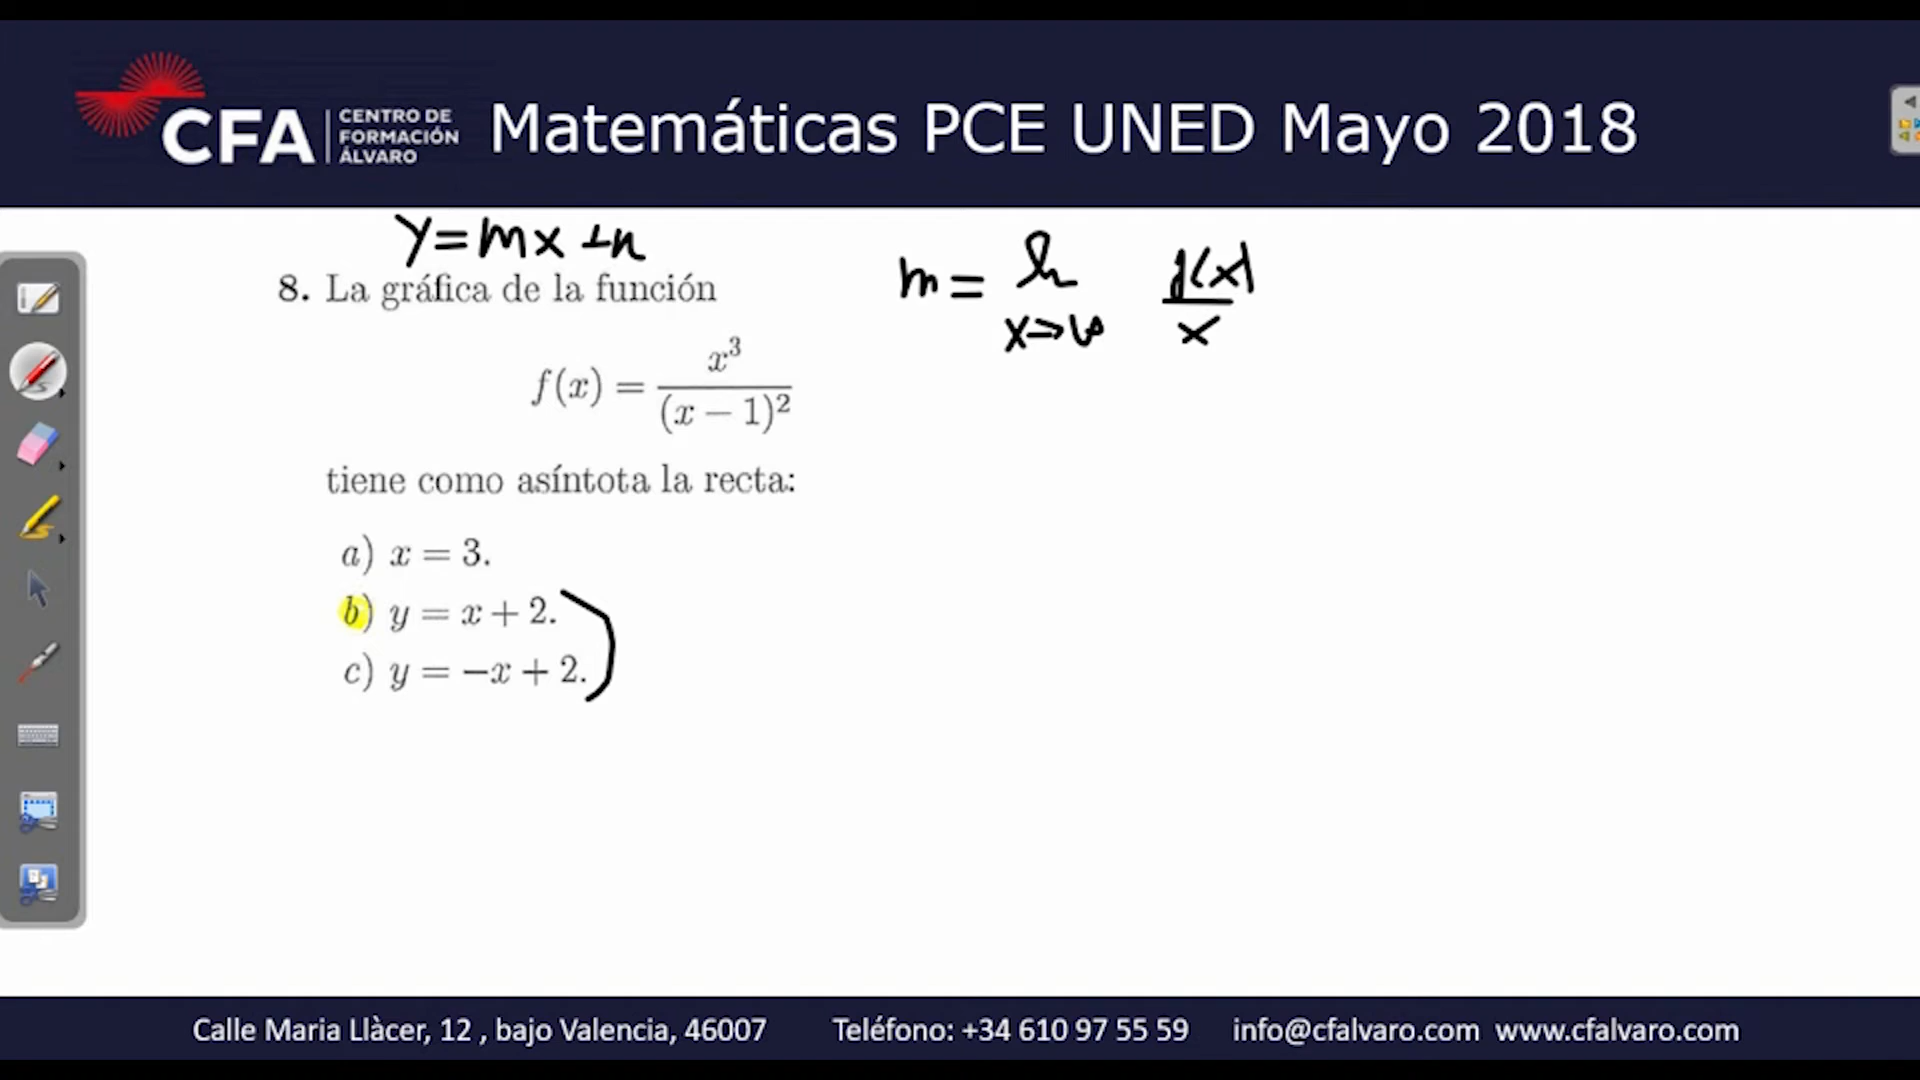 CFA
CENTRO DE
FORMACIÓN
ÁLVARO
Matemáticas PCE UNED Mayo 2018
y = mx + n
8. La gráfica de la función
f(x) = x³ / (x − 1)²
tiene como asíntota la recta:
a) x = 3.
b) y = x + 2.
c) y = −x + 2.
m = lim x→∞ f(x)/x
Calle Maria Llàcer, 12 , bajo Valencia, 46007 Teléfono: +34 610 97 55 59 info@cfalvaro.com www.cfalvaro.com